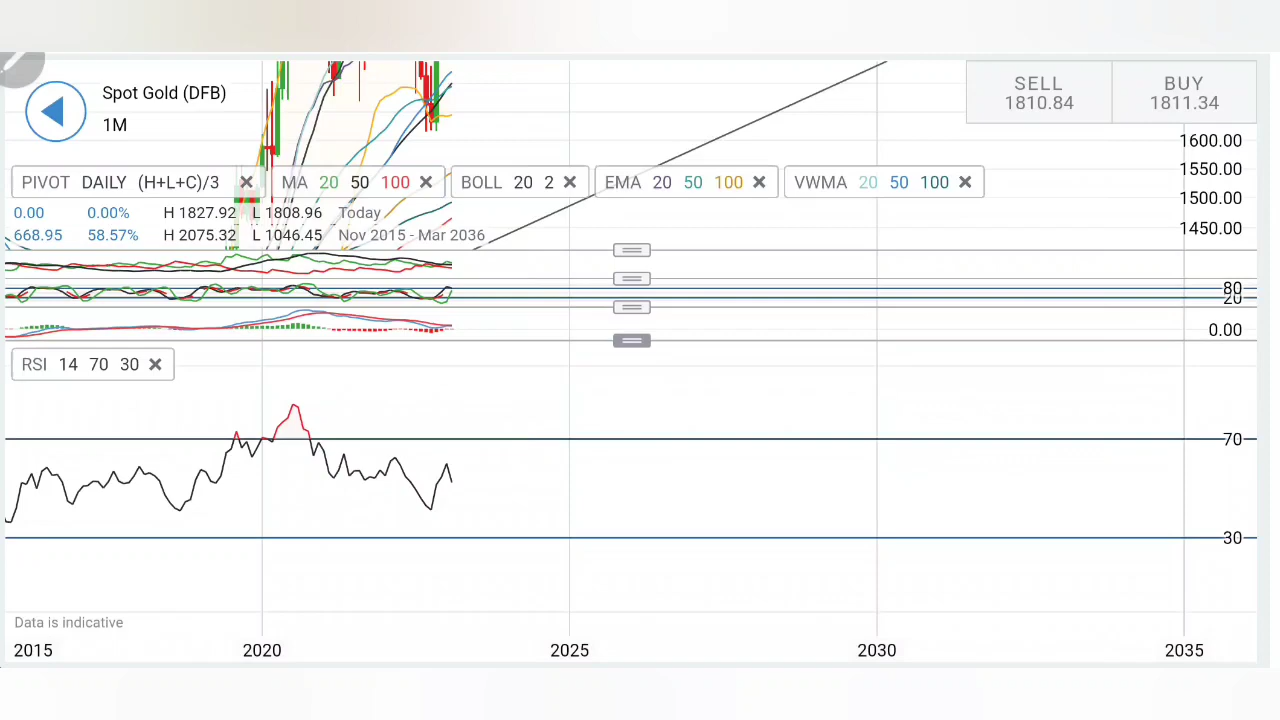 Spot Gold (DFB)
1M
SELL
1810.84
BUY
1811.34
1600.00
1550.00
1500.00
1450.00
PIVOT DAILY (H+L+C)/3
MA 20 50 100
BOLL 20 2
EMA 20 50 100
VWMA 20 50 100
0.00 0.00% H 1827.92 L 1808.96 Today
668.95 58.57% H 2075.32 L 1046.45 Nov 2015 - Mar 2036
80
20
0.00
RSI 14 70 30
70
30
Data is indicative
2015 2020 2025 2030 2035